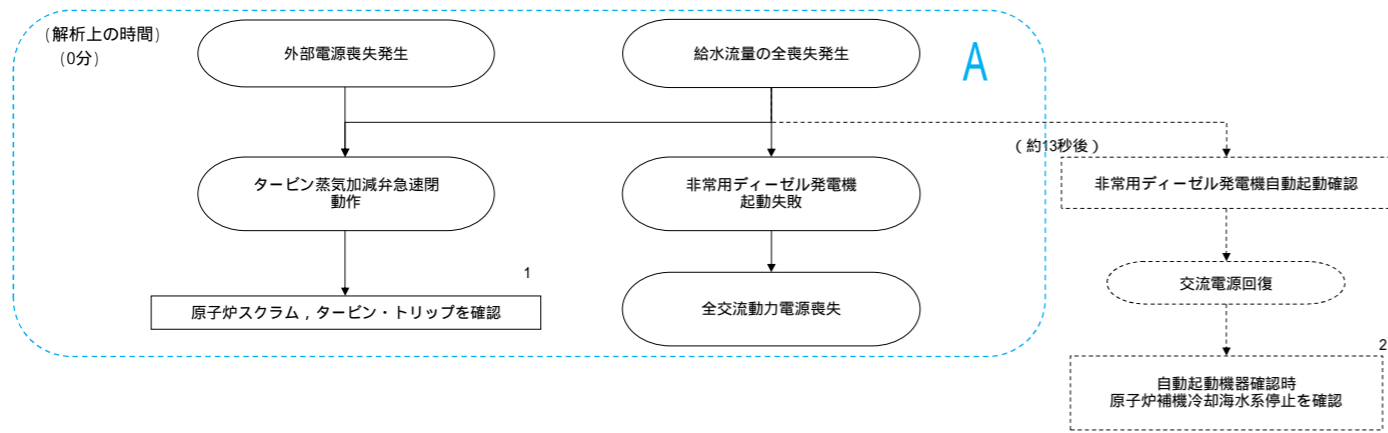 (解析上の時間)
(0分)
外部電源喪失発生
給水流量の全喪失発生
A
(約13秒後)
タービン蒸気加減弁急速閉
動作
非常用ディーゼル発電機
起動失敗
非常用ディーゼル発電機自動起動確認
1
原子炉スクラム，タービン・トリップを確認
全交流動力電源喪失
交流電源回復
2
自動起動機器確認時
原子炉補機冷却海水系停止を確認